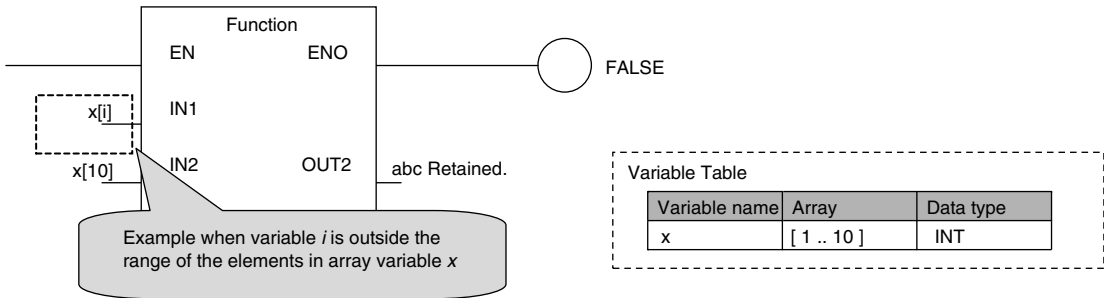 Function
EN ENO
FALSE
x[i] IN1
x[10] IN2 OUT2 abc Retained.
Example when variable i is outside the
range of the elements in array variable x
Variable Table
Variable name Array Data type
x [ 1 .. 10 ] INT